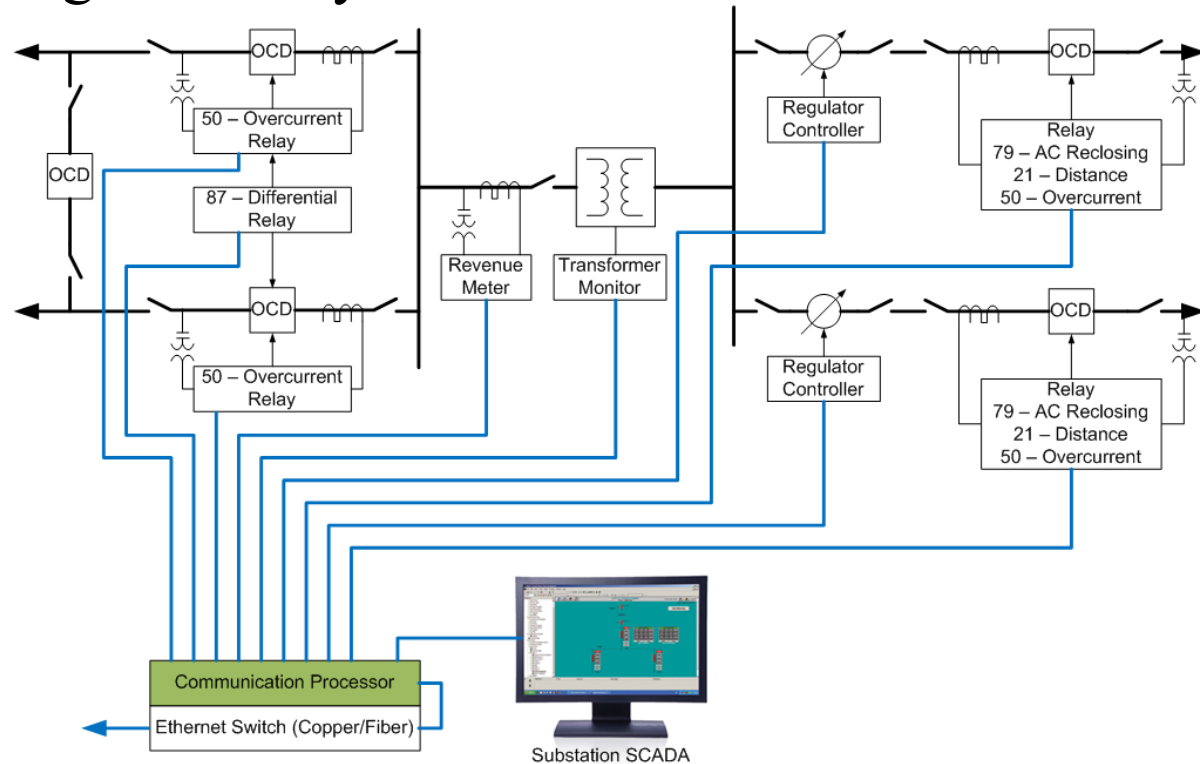 OCD
50 – Overcurrent
Relay
OCD
87 – Differential
Relay
OCD
50 – Overcurrent
Relay
Revenue
Meter
Transformer
Monitor
Regulator
Controller
OCD
Relay
79 – AC Reclosing
21 – Distance
50 – Overcurrent
Regulator
Controller
OCD
Relay
79 – AC Reclosing
21 – Distance
50 – Overcurrent
Communication Processor
Ethernet Switch (Copper/Fiber)
Substation SCADA